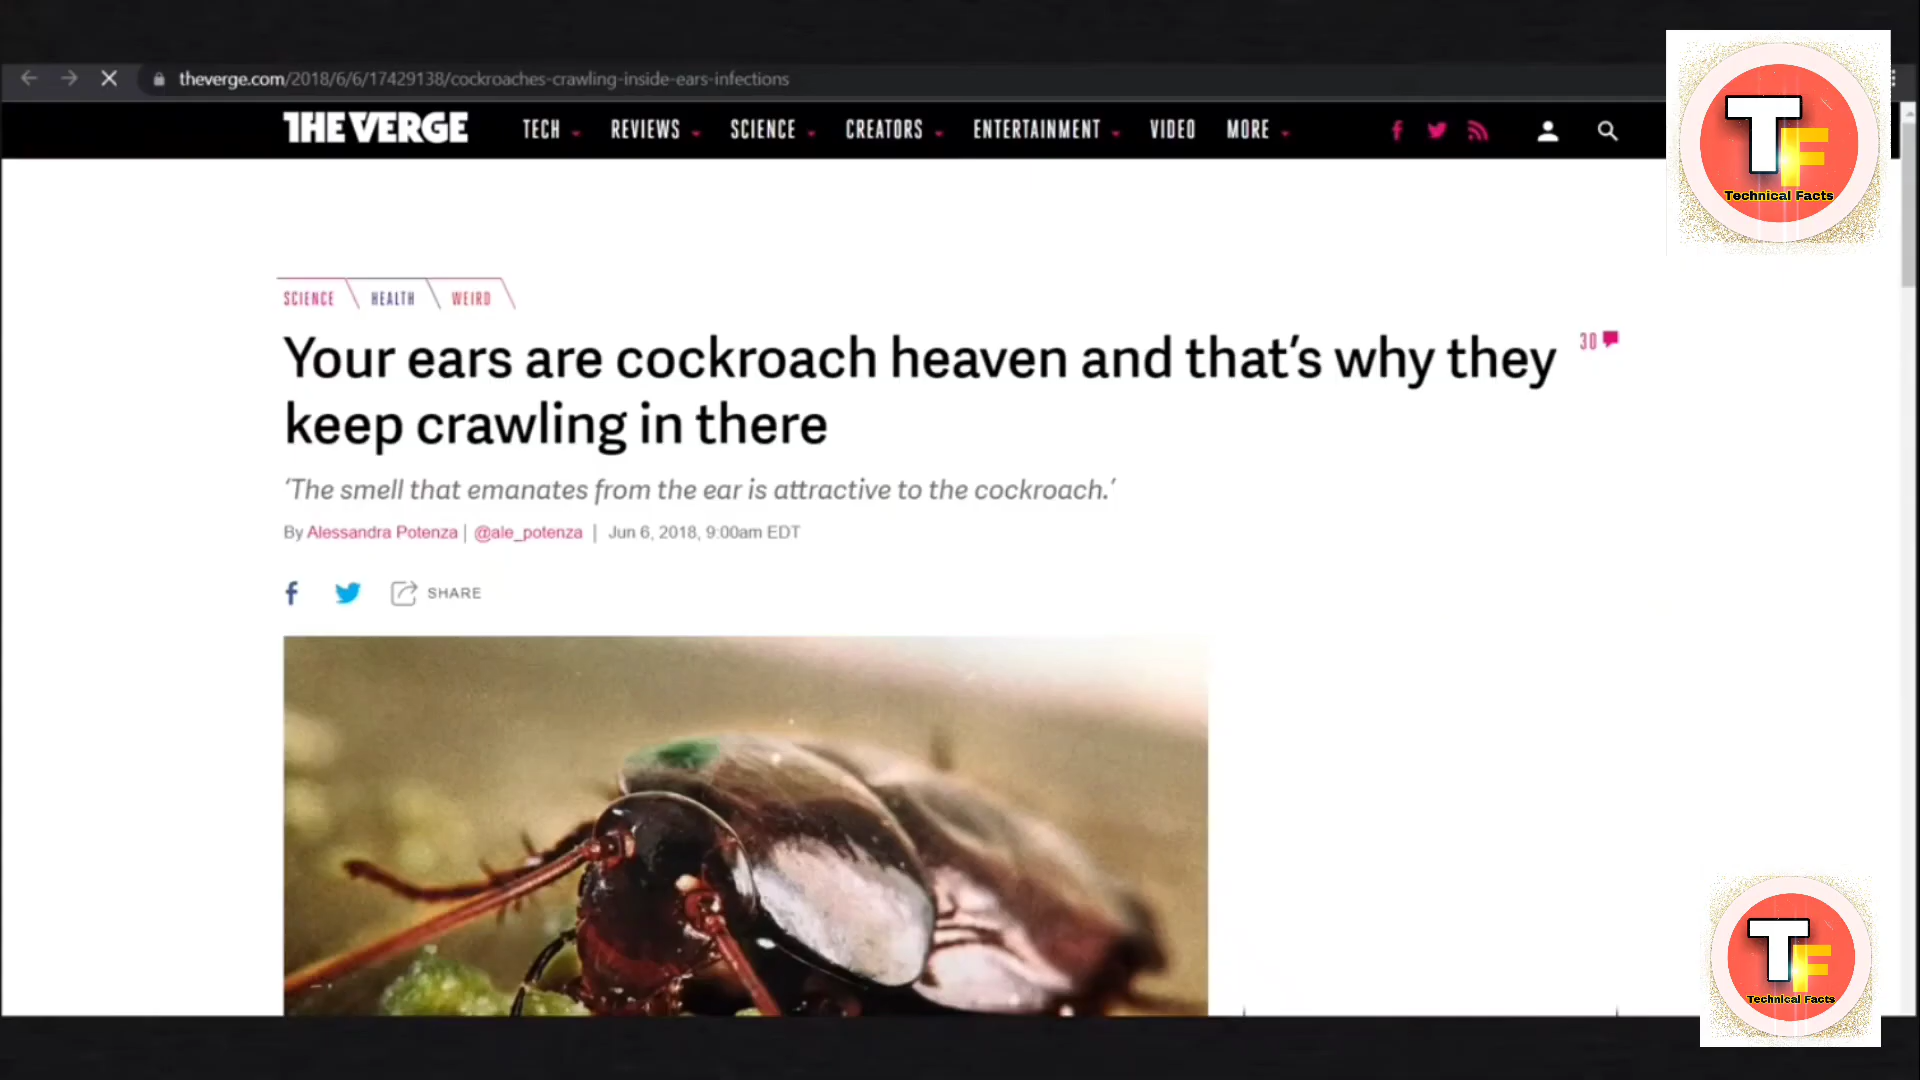 theverge.com/2018/6/6/17429138/cockroaches-crawling-inside-ears-infections
THE VERGE TECH REVIEWS SCIENCE CREATORS ENTERTAINMENT VIDEO MORE
TF
Technical Facts
SCIENCE HEALTH WEIRD
Your ears are cockroach heaven and that's why they
keep crawling in there
30
'The smell that emanates from the ear is attractive to the cockroach.'
By Alessandra Potenza | @ale_potenza | Jun 6, 2018, 9:00am EDT
SHARE
TF
Technical Facts